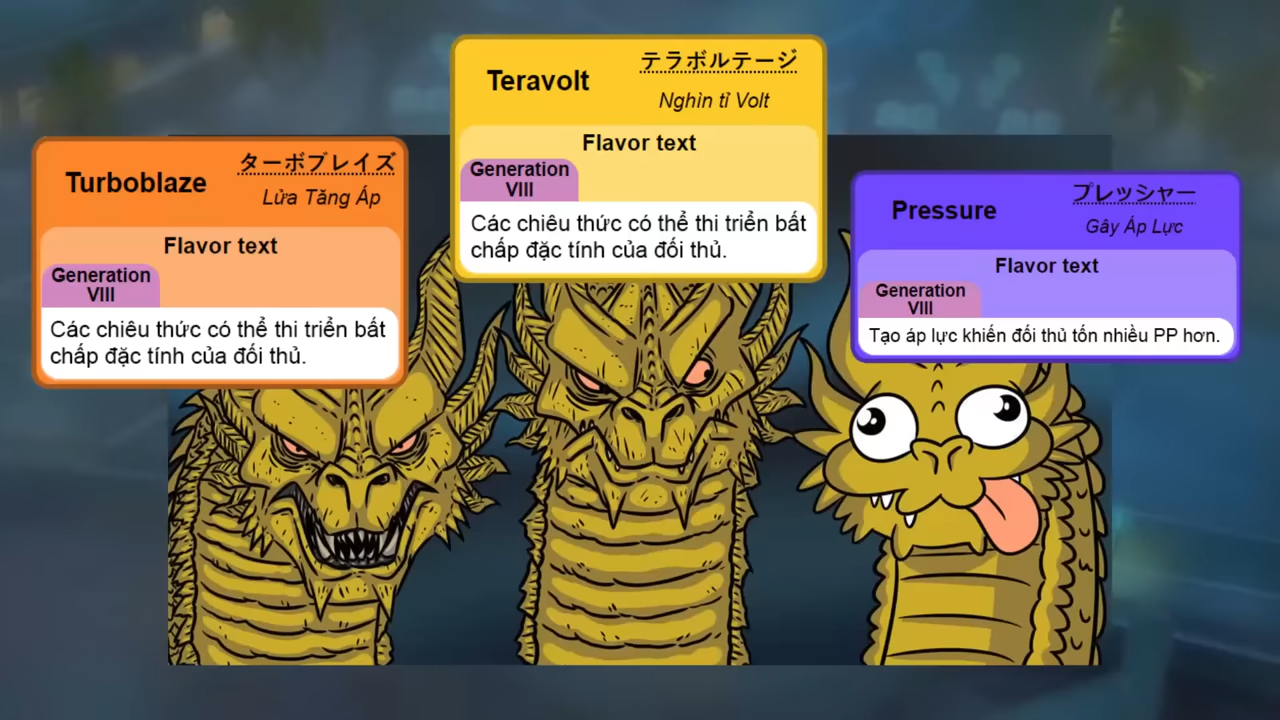 Turboblaze
ターボブレイズ
Lửa Tăng Áp
Flavor text
Generation
VIII
Các chiêu thức có thể thi triển bất
chấp đặc tính của đối thủ.
Teravolt
テラボルテージ
Nghìn tỉ Volt
Flavor text
Generation
VIII
Các chiêu thức có thể thi triển bất
chấp đặc tính của đối thủ.
Pressure
プレッシャー
Gây Áp Lực
Flavor text
Generation
VIII
Tạo áp lực khiến đối thủ tốn nhiều PP hơn.